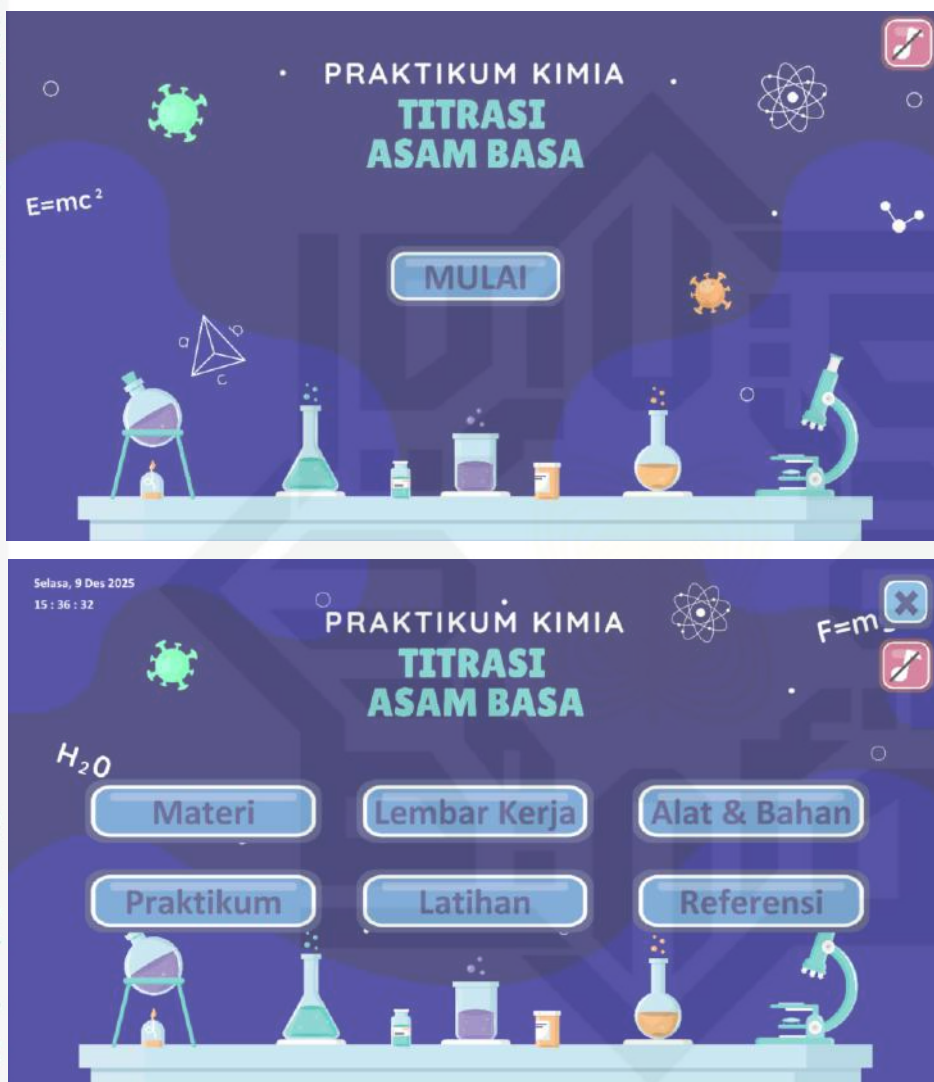 PRAKTIKUM KIMIA
TITRASI
ASAM BASA
E=mc²
MULAI
a
b
c
Selasa, 9 Des 2025
15 : 36 : 32
PRAKTIKUM KIMIA
F=m
TITRASI
ASAM BASA
H₂O
Materi
Lembar Kerja
Alat & Bahan
Praktikum
Latihan
Referensi